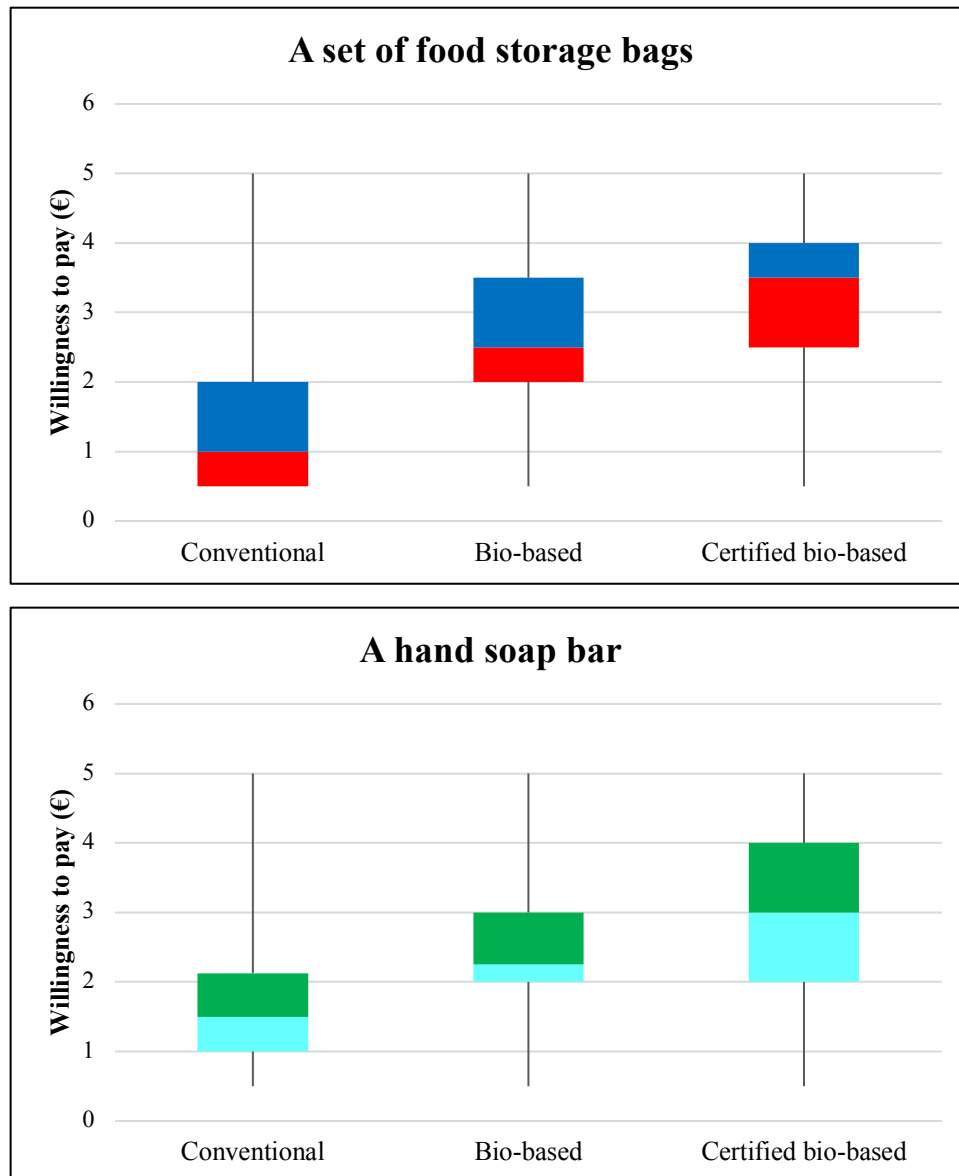 A set of food storage bags
Willingness to pay (€)
6
5
4
3
2
1
0
Conventional Bio-based Certified bio-based
A hand soap bar
Willingness to pay (€)
6
5
4
3
2
1
0
Conventional Bio-based Certified bio-based